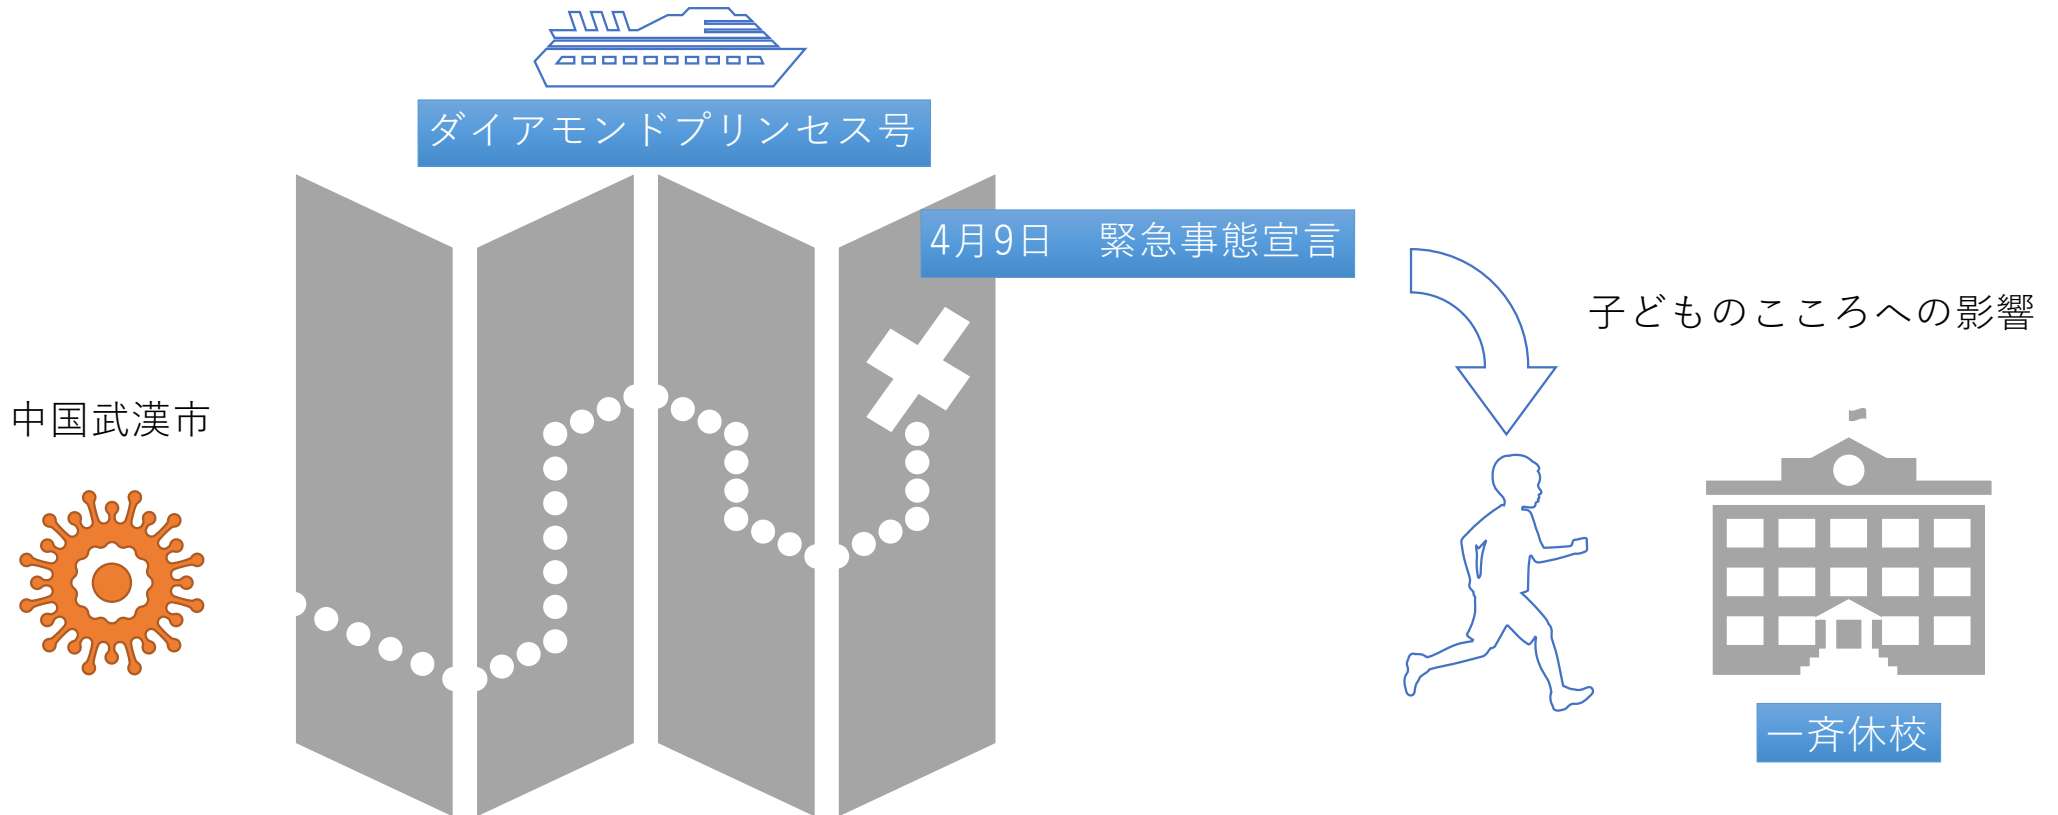 ダイアモンドプリンセス号
4月9日　緊急事態宣言
子どものこころへの影響
中国武漢市
一斉休校